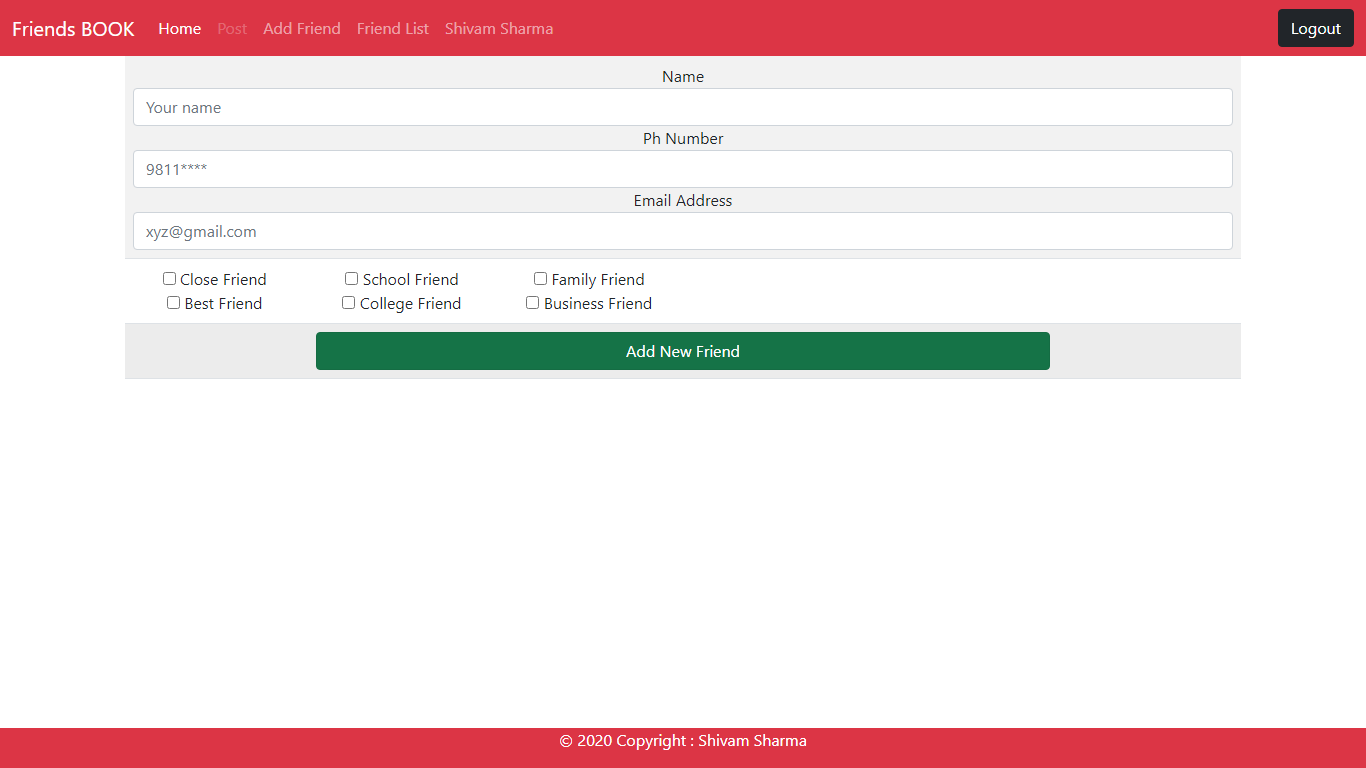 Friends BOOK Home Post Add Friend Friend List Shivam Sharma Logout
Name
Your name
Ph Number
9811****
Email Address
xyz@gmail.com
Close Friend School Friend Family Friend
Best Friend College Friend Business Friend
Add New Friend
© 2020 Copyright : Shivam Sharma